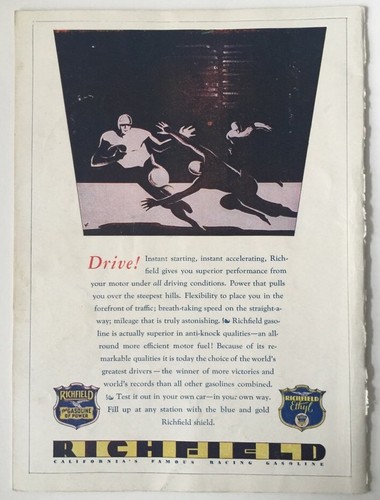 Drive! Instant starting, instant accelerating, Rich-
field gives you superior performance from
your motor under all driving conditions. Power that pulls
you over the steepest hills. Flexibility to place you in the
forefront of traffic; breath-taking speed on the straight-a-
way; mileage that is truly astonishing. Richfield gaso-
line is actually superior in anti-knock qualities—an all-
round more efficient motor fuel! Because of its re-
markable qualities it is today the choice of the world's
greatest drivers — the winner of more victories and
world's records than all other gasolines combined.
Test it out in your own car—in your own way.
Fill up at any station with the blue and gold
Richfield shield.
RICHFIELD
THE GASOLINE
OF POWER
RICHFIELD
Ethyl
RICHFIELD
CALIFORNIA'S FAMOUS RACING GASOLINE